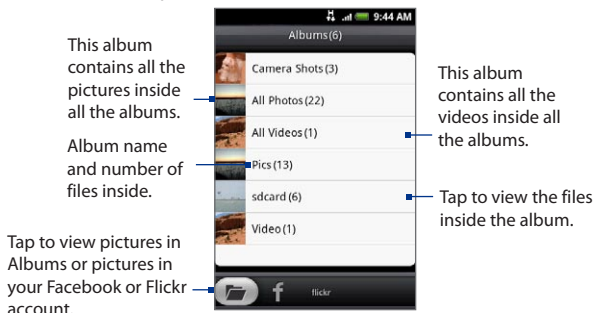 9:44 AM
Albums(6)
Camera Shots(3)
All Photos(22)
All Videos(1)
Pics(13)
sdcard(6)
Video(1)
f
flickr
This album
contains all the
pictures inside
all the albums.
Album name
and number of
files inside.
Tap to view pictures in
Albums or pictures in
your Facebook or Flickr
account.
This album
contains all the
videos inside all
the albums.
Tap to view the files
inside the album.